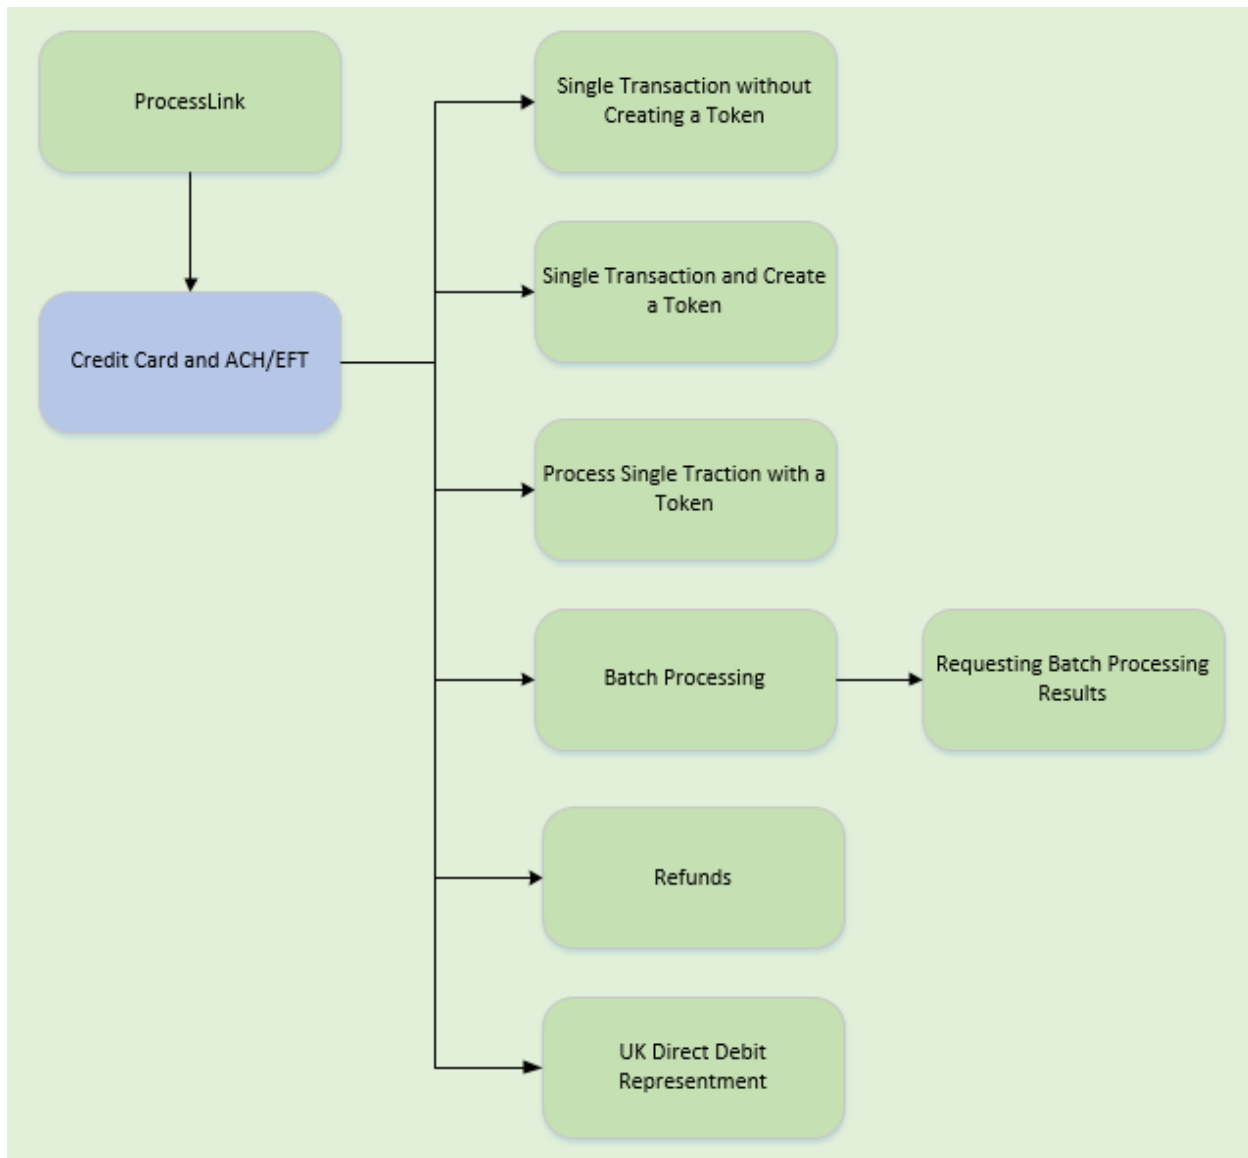 ProcessLink
Single Transaction without
Creating a Token
Single Transaction and Create
a Token
Credit Card and ACH/EFT
Process Single Traction with a
Token
Batch Processing
Requesting Batch Processing
Results
Refunds
UK Direct Debit
Representment